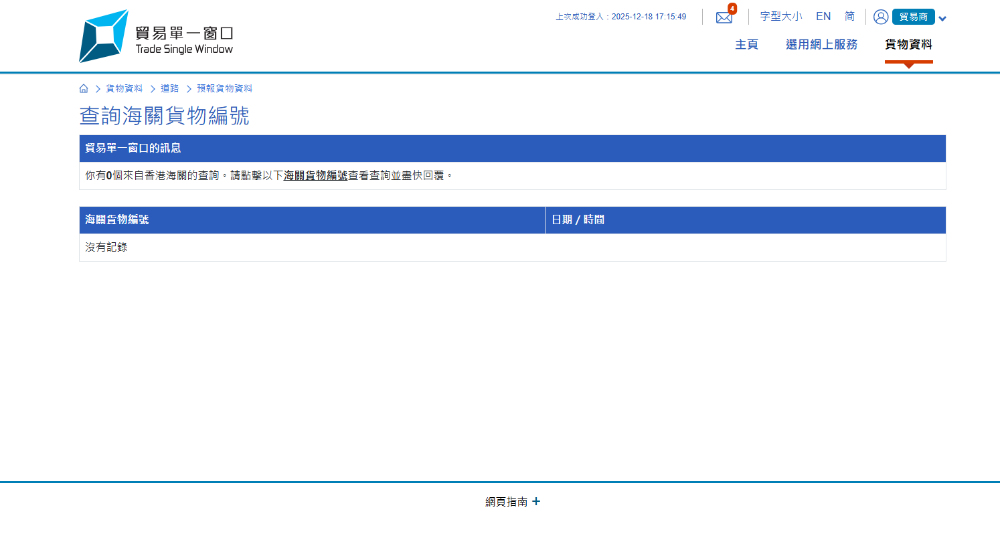 上次成功登入：2025-12-18 17:15:49
4
字型大小 EN 简
貿易商
貿易單一窗口
Trade Single Window
主頁 選用網上服務 貨物資料
貨物資料 道路 預報貨物資料
查詢海關貨物編號
貿易單一窗口的訊息
你有0個來自香港海關的查詢。請點擊以下海關貨物編號查看查詢並盡快回覆。
海關貨物編號 日期 / 時間
沒有記錄
網頁指南 +